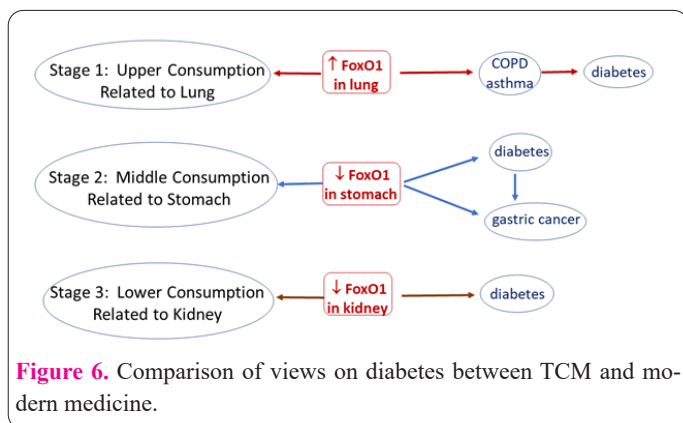 Stage 1: Upper Consumption
Related to Lung
↑ FoxO1
in lung
COPD
asthma
diabetes
Stage 2: Middle Consumption
Related to Stomach
↓ FoxO1
in stomach
diabetes
gastric cancer
Stage 3: Lower Consumption
Related to Kidney
↓ FoxO1
in kidney
diabetes
Figure 6. Comparison of views on diabetes between TCM and mo-
dern medicine.